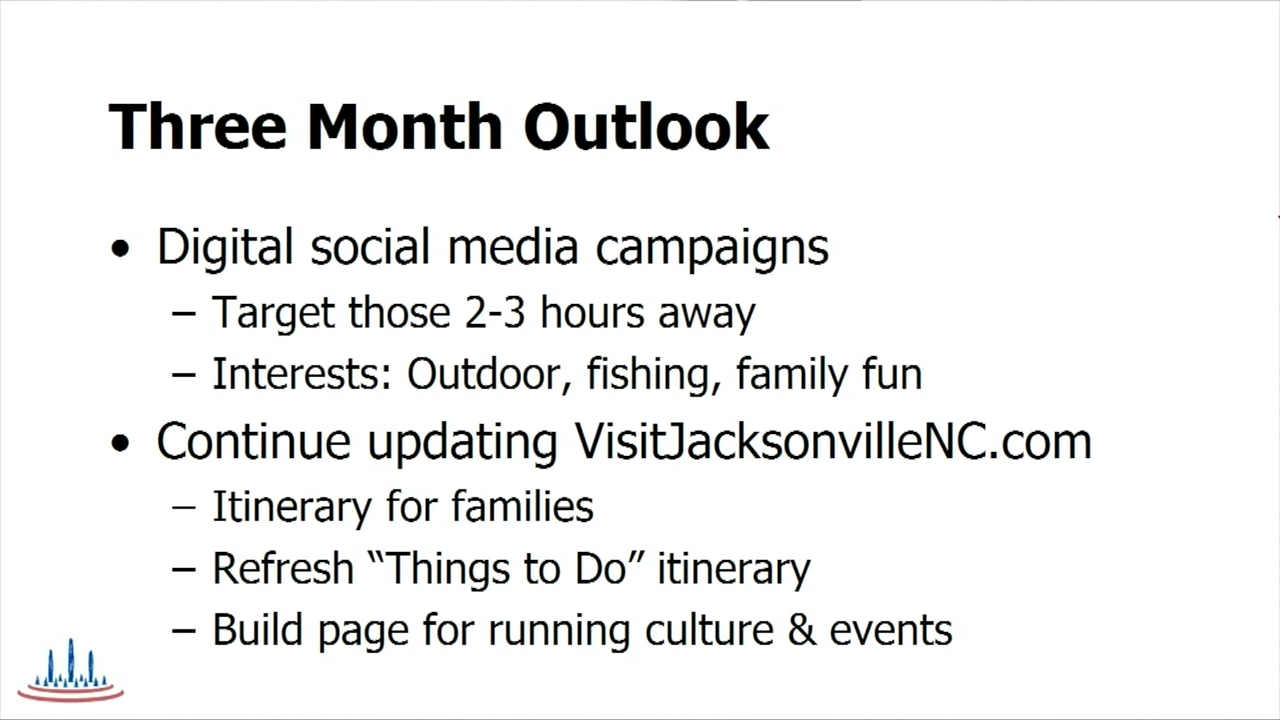 Three Month Outlook
• Digital social media campaigns
– Target those 2-3 hours away
– Interests: Outdoor, fishing, family fun
• Continue updating VisitJacksonvilleNC.com
– Itinerary for families
– Refresh “Things to Do” itinerary
– Build page for running culture & events